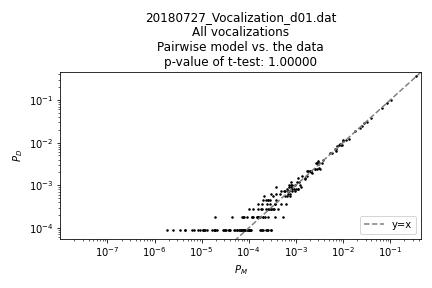 20180727_Vocalization_d01.dat
All vocalizations
Pairwise model vs. the data
p-value of t-test: 1.00000
P_D
10⁻¹
10⁻²
10⁻³
10⁻⁴
10⁻⁷ 10⁻⁶ 10⁻⁵ 10⁻⁴ 10⁻³ 10⁻² 10⁻¹
P_M
y=x